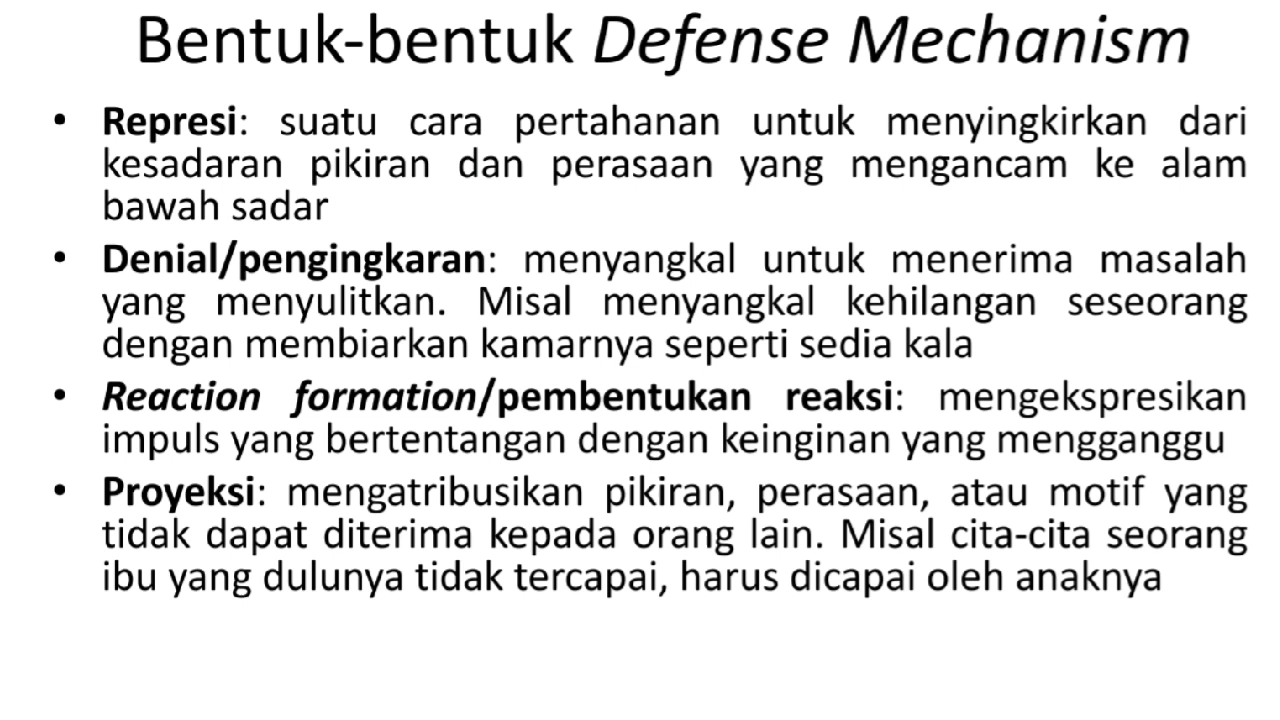 Bentuk-bentuk Defense Mechanism
• Represi: suatu cara pertahanan untuk menyingkirkan dari
kesadaran pikiran dan perasaan yang mengancam ke alam
bawah sadar
• Denial/pengingkaran: menyangkal untuk menerima masalah
yang menyulitkan. Misal menyangkal kehilangan seseorang
dengan membiarkan kamarnya seperti sedia kala
• Reaction formation/pembentukan reaksi: mengekspresikan
impuls yang bertentangan dengan keinginan yang mengganggu
• Proyeksi: mengatribusikan pikiran, perasaan, atau motif yang
tidak dapat diterima kepada orang lain. Misal cita-cita seorang
ibu yang dulunya tidak tercapai, harus dicapai oleh anaknya